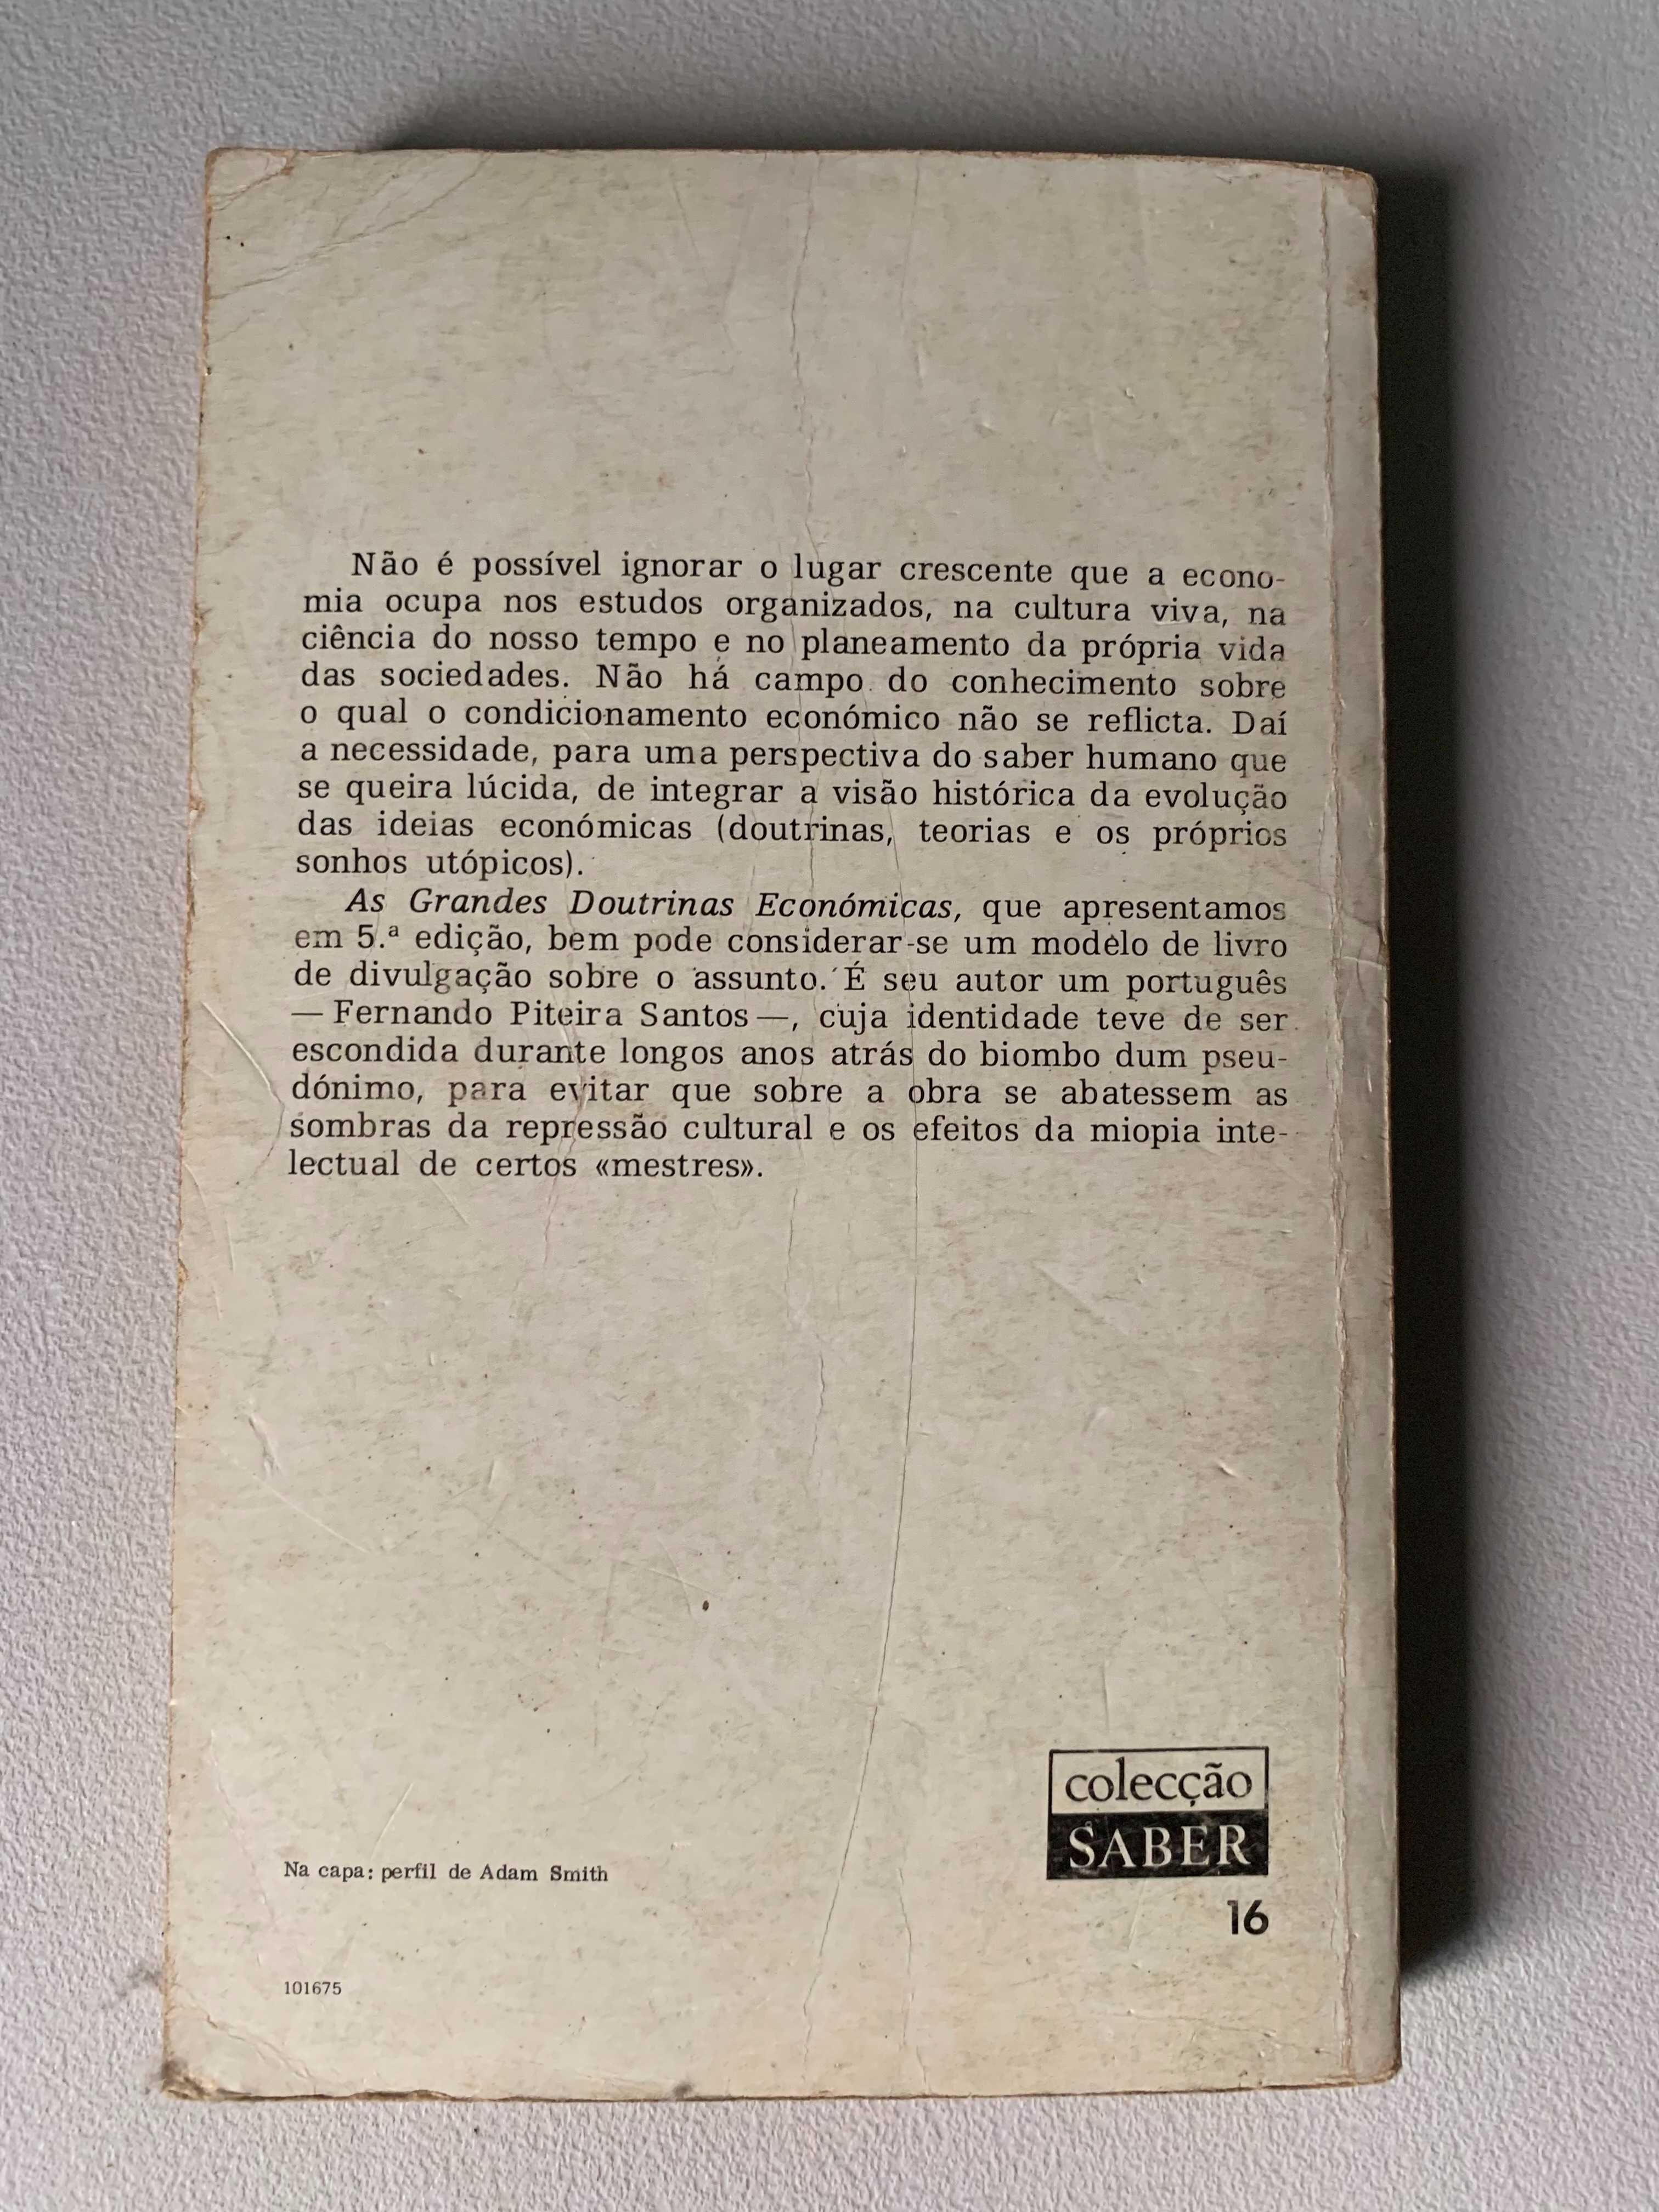 Não é possível ignorar o lugar crescente que a econo-
mia ocupa nos estudos organizados, na cultura viva, na
ciência do nosso tempo e no planeamento da própria vida
das sociedades. Não há campo do conhecimento sobre
o qual o condicionamento económico não se reflicta. Daí
a necessidade, para uma perspectiva do saber humano que
se queira lúcida, de integrar a visão histórica da evolução
das ideias económicas (doutrinas, teorias e os próprios
sonhos utópicos).
As Grandes Doutrinas Económicas, que apresentamos
em 5.ª edição, bem pode considerar-se um modelo de livro
de divulgação sobre o assunto. É seu autor um português
— Fernando Piteira Santos —, cuja identidade teve de ser
escondida durante longos anos atrás do biombo dum pseu-
dónimo, para evitar que sobre a obra se abatessem as
sombras da repressão cultural e os efeitos da miopia inte-
lectual de certos «mestres».
colecção
SABER
Na capa: perfil de Adam Smith
16
101675